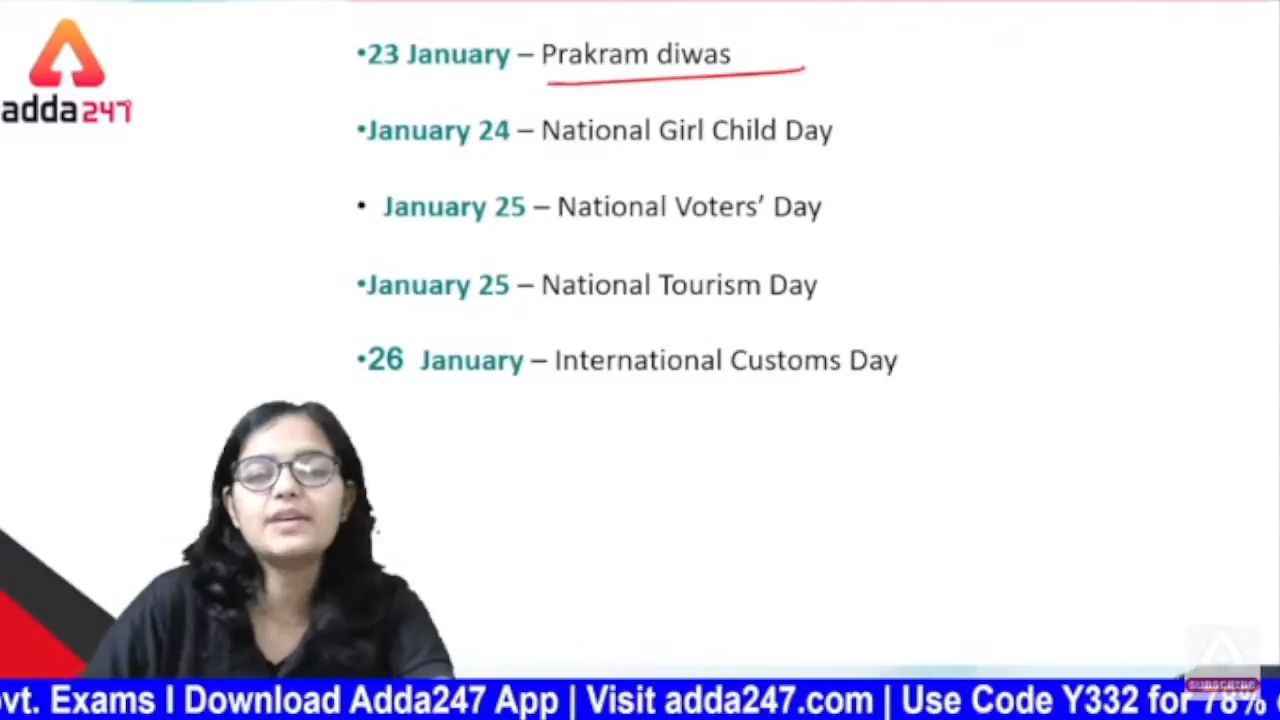 •23 January – Prakram diwas
adda247
•January 24 – National Girl Child Day
• January 25 – National Voters’ Day
•January 25 – National Tourism Day
•26 January – International Customs Day
SUBSCRIBE
ovt. Exams I Download Adda247 App | Visit adda247.com | Use Code Y332 for 78%